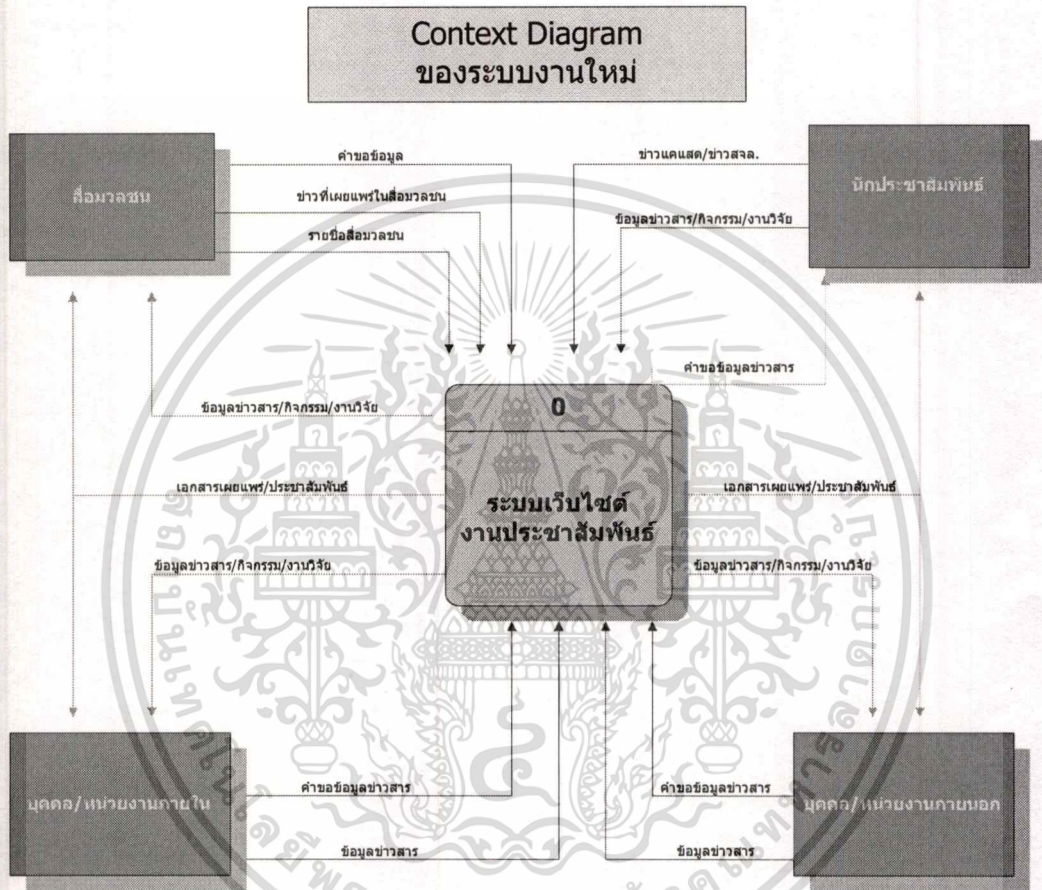 Context Diagram
ของระบบงานใหม่
สื่อมวลชน
นักประชาสัมพันธ์
คำขอข้อมูล
ข่าวที่เผยแพร่ในสื่อมวลชน
รายชื่อสื่อมวลชน
ข่าวแคแสด/ข่าวสจล.
ข้อมูลข่าวสาร/กิจกรรม/งานวิจัย
คำขอข้อมูลข่าวสาร
ข้อมูลข่าวสาร/กิจกรรม/งานวิจัย
0
ระบบเว็บไซต์
งานประชาสัมพันธ์
เอกสารเผยแพร่/ประชาสัมพันธ์
เอกสารเผยแพร่/ประชาสัมพันธ์
ข้อมูลข่าวสาร/กิจกรรม/งานวิจัย
ข้อมูลข่าวสาร/กิจกรรม/งานวิจัย
บุคคล/หน่วยงานภายใน
บุคคล/หน่วยงานภายนอก
คำขอข้อมูลข่าวสาร
คำขอข้อมูลข่าวสาร
ข้อมูลข่าวสาร
ข้อมูลข่าวสาร